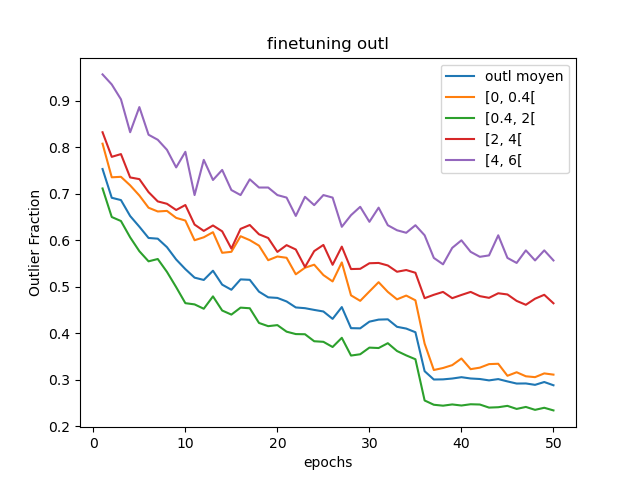 finetuning outl
outl moyen
[0, 0.4[
[0.4, 2[
[2, 4[
[4, 6[
Outlier Fraction
0.9
0.8
0.7
0.6
0.5
0.4
0.3
0.2
0 10 20 30 40 50
epochs